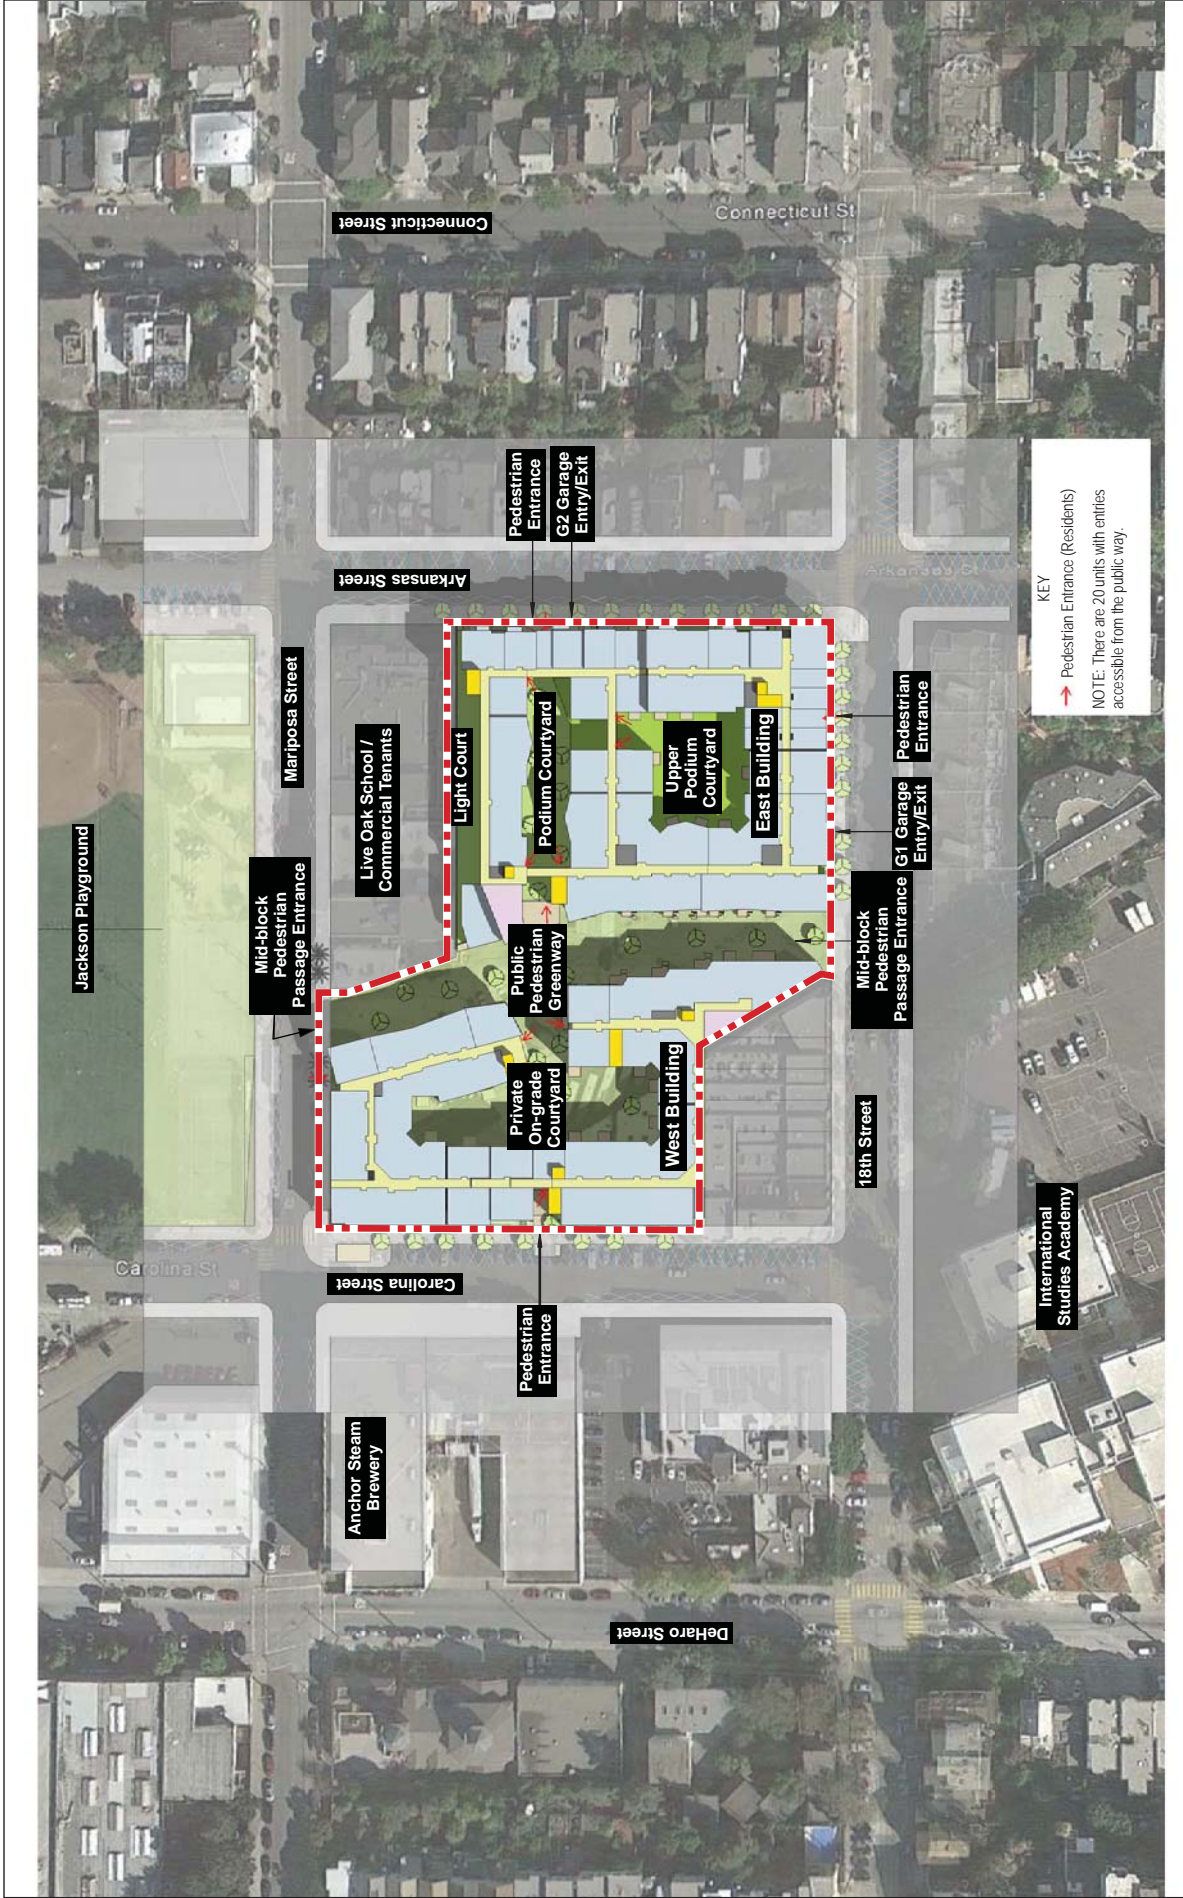 Jackson Playground
Mid-block
Pedestrian
Passage Entrance
Mariposa Street
Live Oak School /
Commercial Tenants
Light Court
Connecticut Street
Connecticut St
Arkansas Street
Arkansas St
Pedestrian
Entrance
G2 Garage
Entry/Exit
Podium Courtyard
Upper
Podium
Courtyard
East Building
Public
Pedestrian
Greenway
Private
On-grade
Courtyard
West Building
Pedestrian
Entrance
G1 Garage
Entry/Exit
Mid-block
Pedestrian
Passage Entrance
18th Street
Carolina St
Carolina Street
Pedestrian
Entrance
Anchor Steam
Brewery
DeHaro Street
International
Studies Academy
KEY
Pedestrian Entrance (Residents)
NOTE: There are 20 units with entries
accessible from the public way.